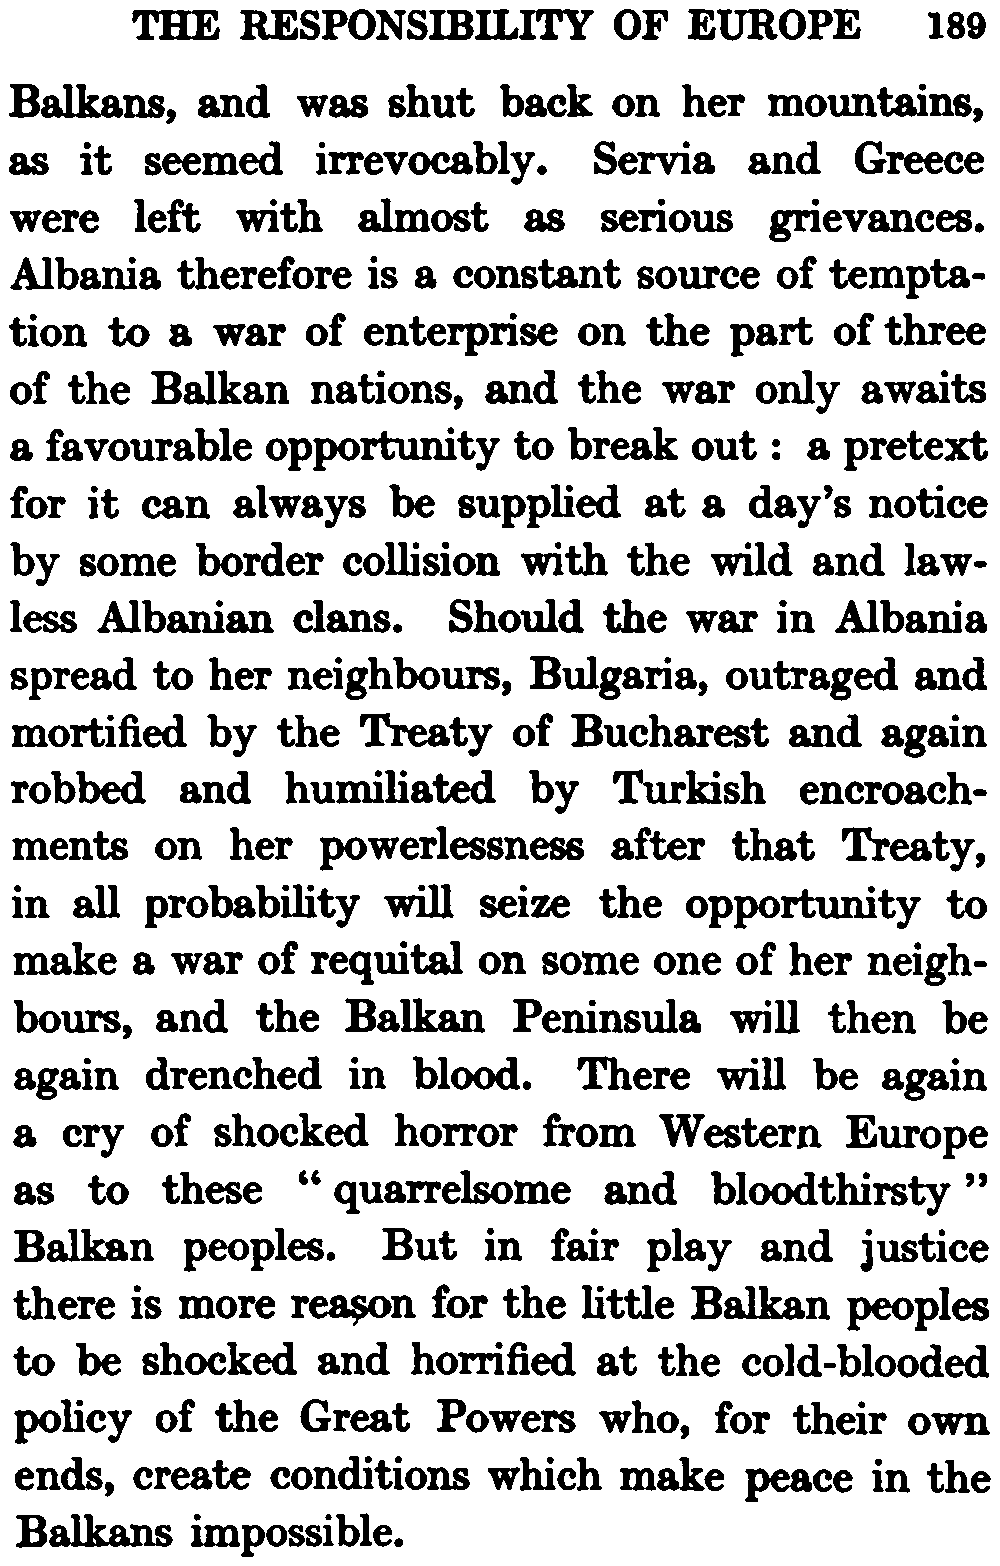 THE RESPONSIBILITY OF EUROPE 189
Balkans, and was shut back on her mountains,
as it seemed irrevocably. Servia and Greece
were left with almost as serious grievances.
Albania therefore is a constant source of tempta-
tion to a war of enterprise on the part of three
of the Balkan nations, and the war only awaits
a favourable opportunity to break out : a pretext
for it can always be supplied at a day's notice
by some border collision with the wild and law-
less Albanian clans. Should the war in Albania
spread to her neighbours, Bulgaria, outraged and
mortified by the Treaty of Bucharest and again
robbed and humiliated by Turkish encroach-
ments on her powerlessness after that Treaty,
in all probability will seize the opportunity to
make a war of requital on some one of her neigh-
bours, and the Balkan Peninsula will then be
again drenched in blood. There will be again
a cry of shocked horror from Western Europe
as to these “ quarrelsome and bloodthirsty ”
Balkan peoples. But in fair play and justice
there is more reason for the little Balkan peoples
to be shocked and horrified at the cold-blooded
policy of the Great Powers who, for their own
ends, create conditions which make peace in the
Balkans impossible.